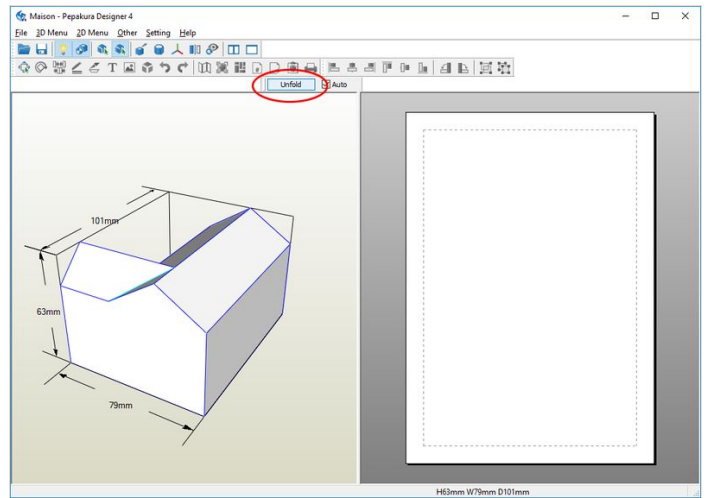 Maison - Pepakura Designer 4
File 3D Menu 2D Menu Other Setting Help
Unfold Auto
101mm
63mm
79mm
H63mm W79mm D101mm